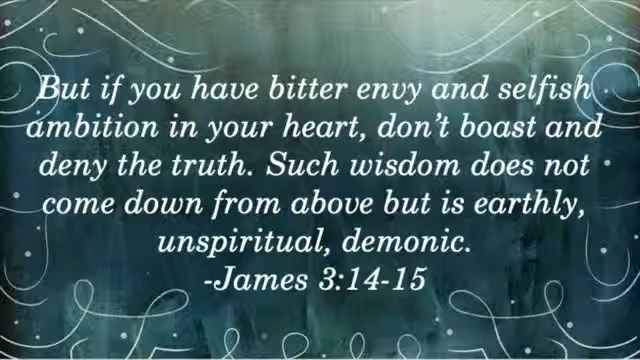 But if you have bitter envy and selfish
ambition in your heart, don’t boast and
deny the truth. Such wisdom does not
come down from above but is earthly,
unspiritual, demonic.
-James 3:14-15